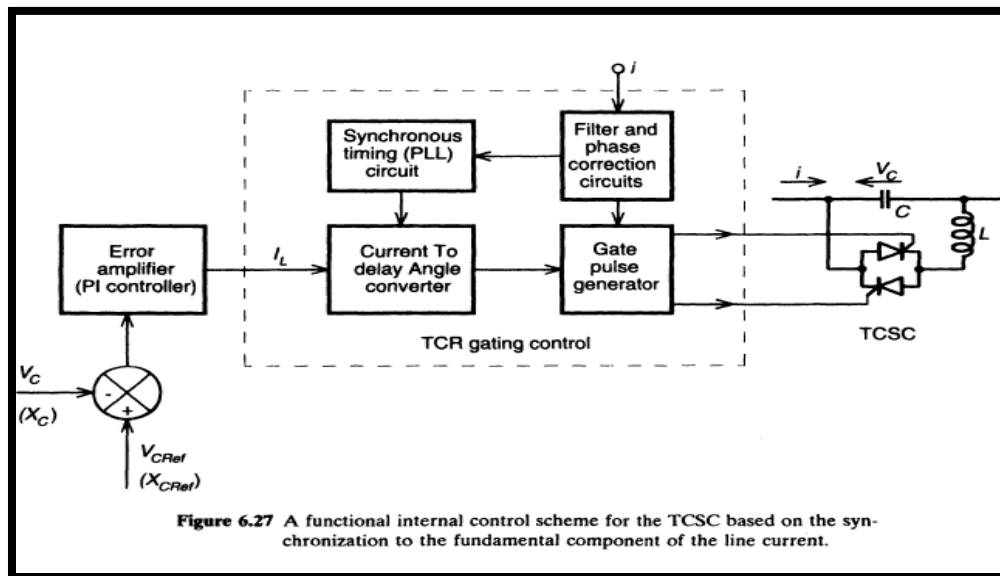 i
Synchronous
timing (PLL)
circuit
Filter and
phase
correction
circuits
i
V_C
C
L
Error
amplifier
(PI controller)
I_L
Current To
delay Angle
converter
Gate
pulse
generator
TCSC
TCR gating control
V_C
(X_C)
-
+
V_CRef
(X_CRef)
Figure 6.27 A functional internal control scheme for the TCSC based on the syn-
chronization to the fundamental component of the line current.